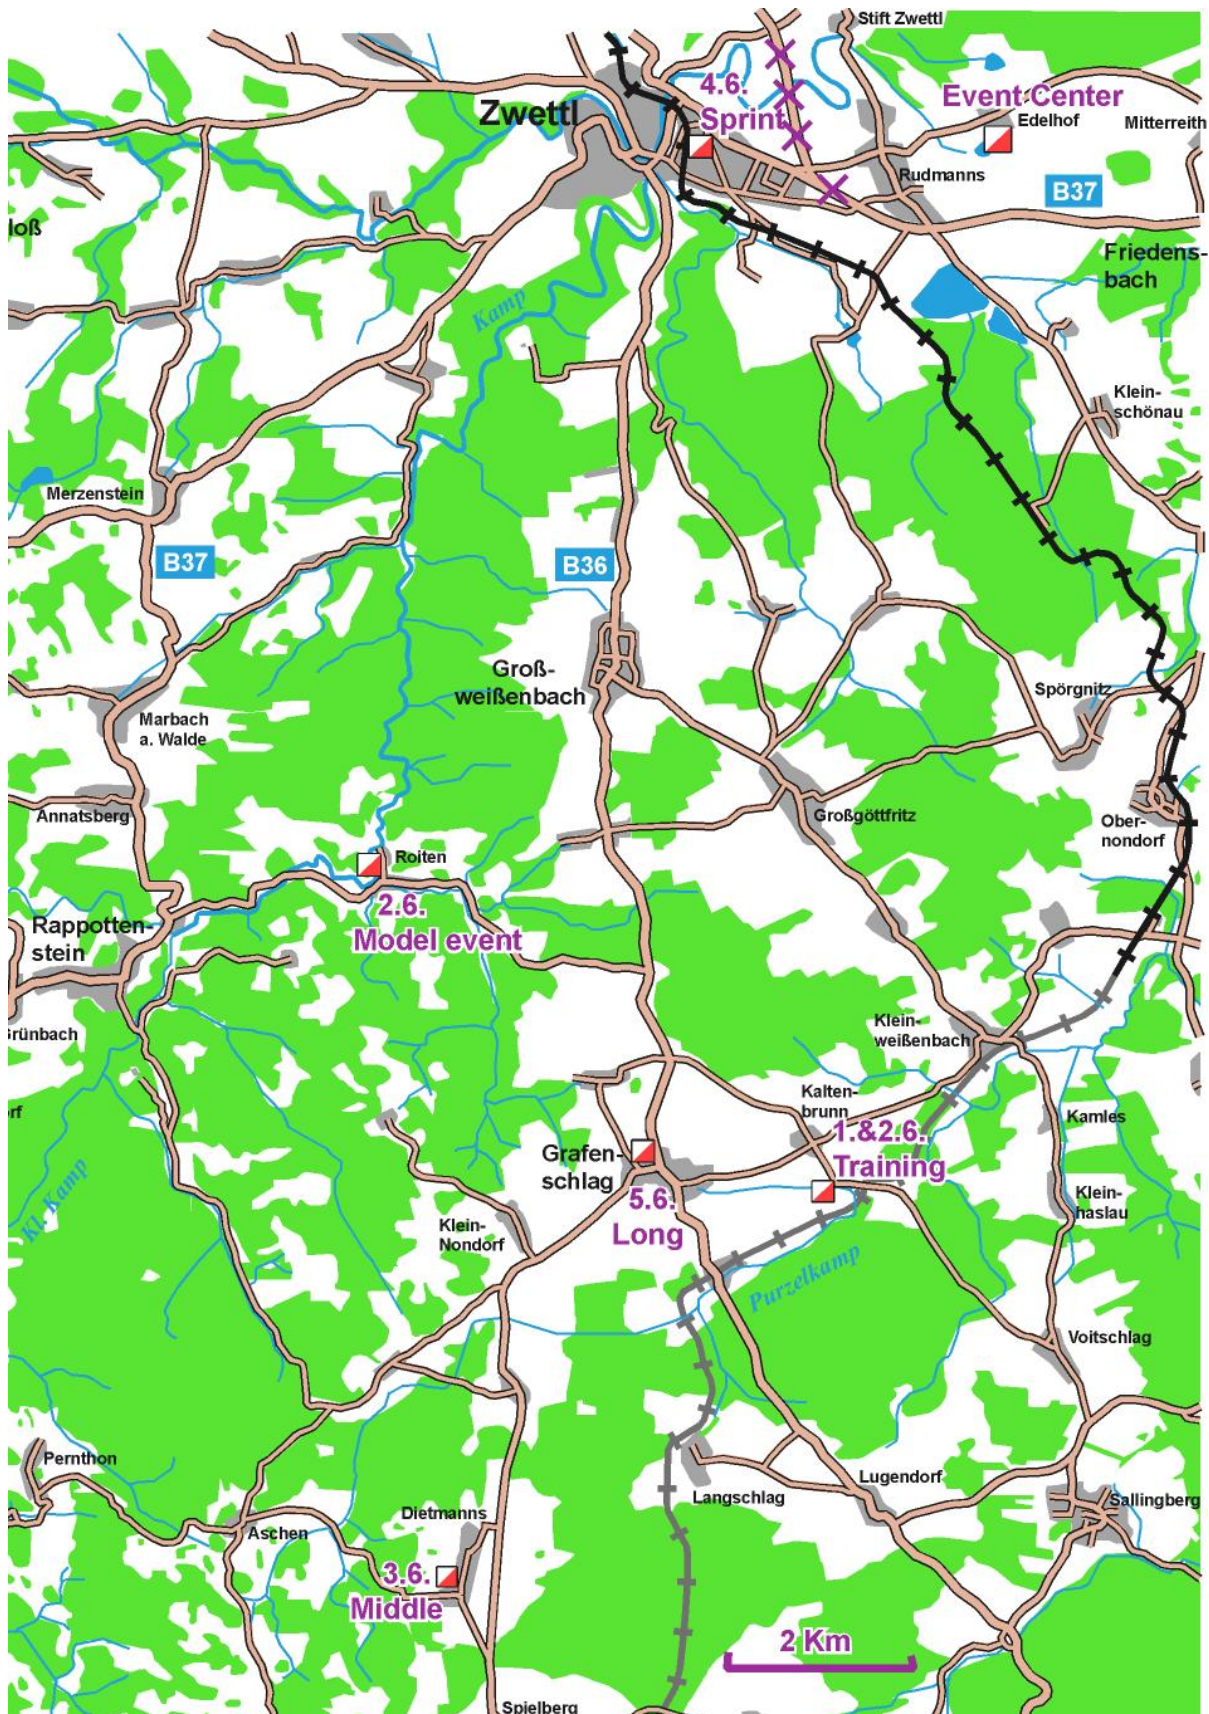 Stift Zwettl
4.6.
Sprint
Zwettl
Event Center
Edelhof
Mitterreith
Rudmanns
B37
loß
Friedens-
bach
Kamp
Klein-
schönau
Merzenstein
B37
B36
Groß-
weißenbach
Spörgnitz
Marbach
a. Walde
Annatsberg
Großgöttfritz
Ober-
nondorf
Roiten
2.6.
Model event
Rappotten-
stein
Klein-
weißenbach
Grünbach
Kalten-
brunn
orf
Kamles
1.&2.6.
Training
Grafen-
schlag
Kl. Kamp
5.6.
Long
Klein-
haslau
Klein-
Nondorf
Purzelkamp
Voitschlag
Pernthon
Lugendorf
Langschlag
Sallingberg
Dietmanns
Aschen
3.6.
Middle
2 Km
Spielberg